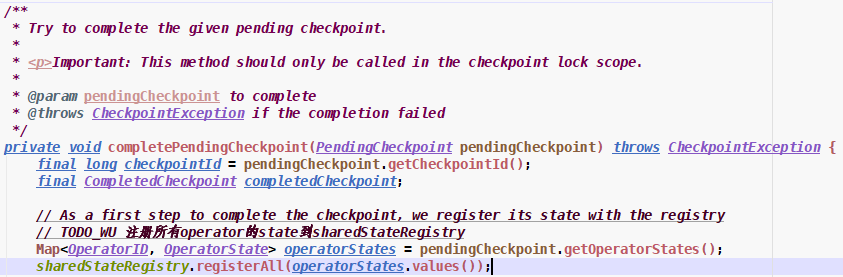 /**
* Try to complete the given pending checkpoint.
*
* <p>Important: This method should only be called in the checkpoint lock scope.
*
* @param pendingCheckpoint to complete
* @throws CheckpointException if the completion failed
*/
private void completePendingCheckpoint(PendingCheckpoint pendingCheckpoint) throws CheckpointException {
final long checkpointId = pendingCheckpoint.getCheckpointId();
final CompletedCheckpoint completedCheckpoint;
// As a first step to complete the checkpoint, we register its state with the registry
// TODO_WU 注册所有operator的state到sharedStateRegistry
Map<OperatorID, OperatorState> operatorStates = pendingCheckpoint.getOperatorStates();
sharedStateRegistry.registerAll(operatorStates.values());